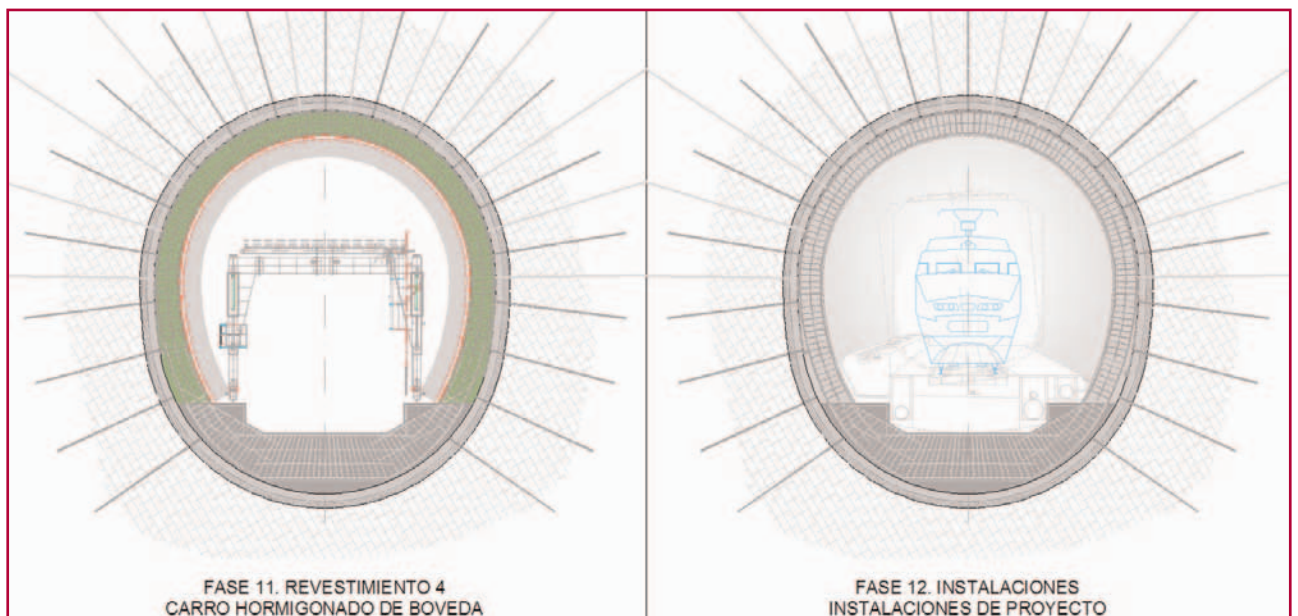 FASE 11. REVESTIMIENTO 4
CARRO HORMIGONADO DE BOVEDA
FASE 12. INSTALACIONES
INSTALACIONES DE PROYECTO